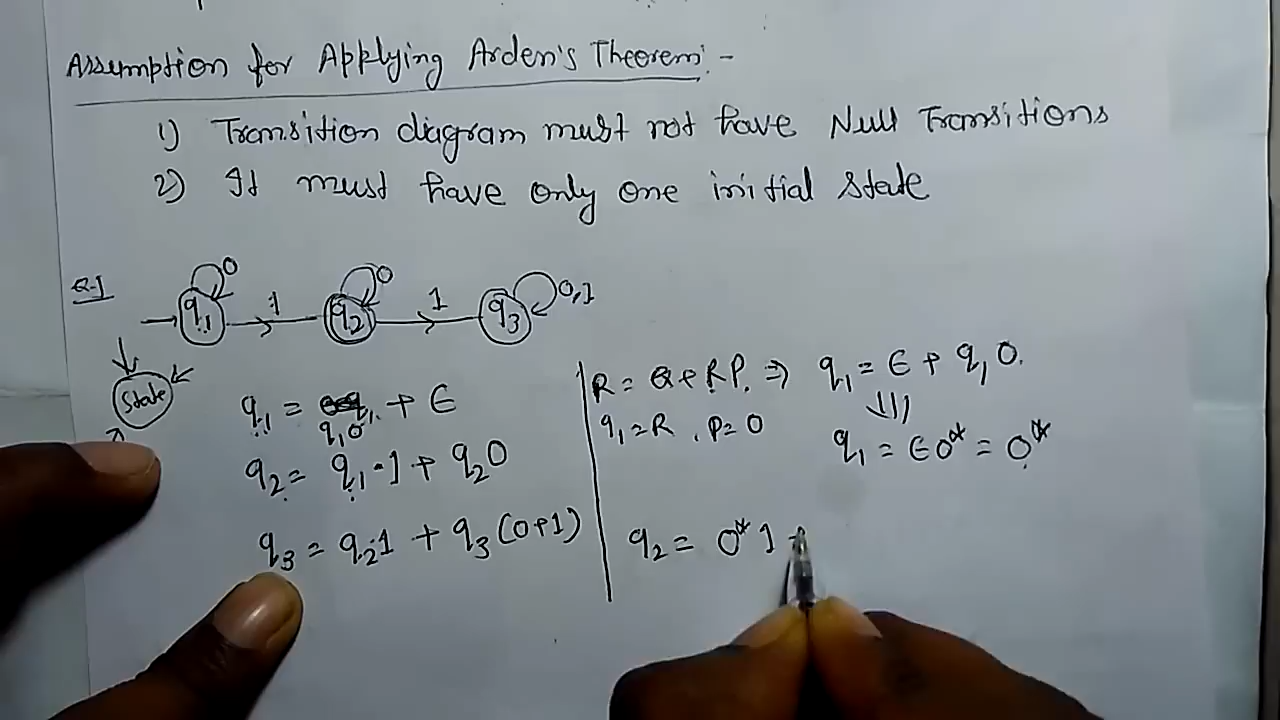 Assumption for Applying Arden's Theorem :-
1) Transition diagram must not have Null Transitions
2) It must have only one initial State
Q-1
q1 0 1 q2 0 1 q3 0,1
State
q1 = q1 0 + ϵ
q2 = q1 · 1 + q2 0
q3 = q2 · 1 + q3 (0+1)
R = Q + RP. ⇒ q1 = ϵ + q1 0.
q1 = R , P = 0
q1 = ϵ0* = 0*
q2 = 0* 1 +